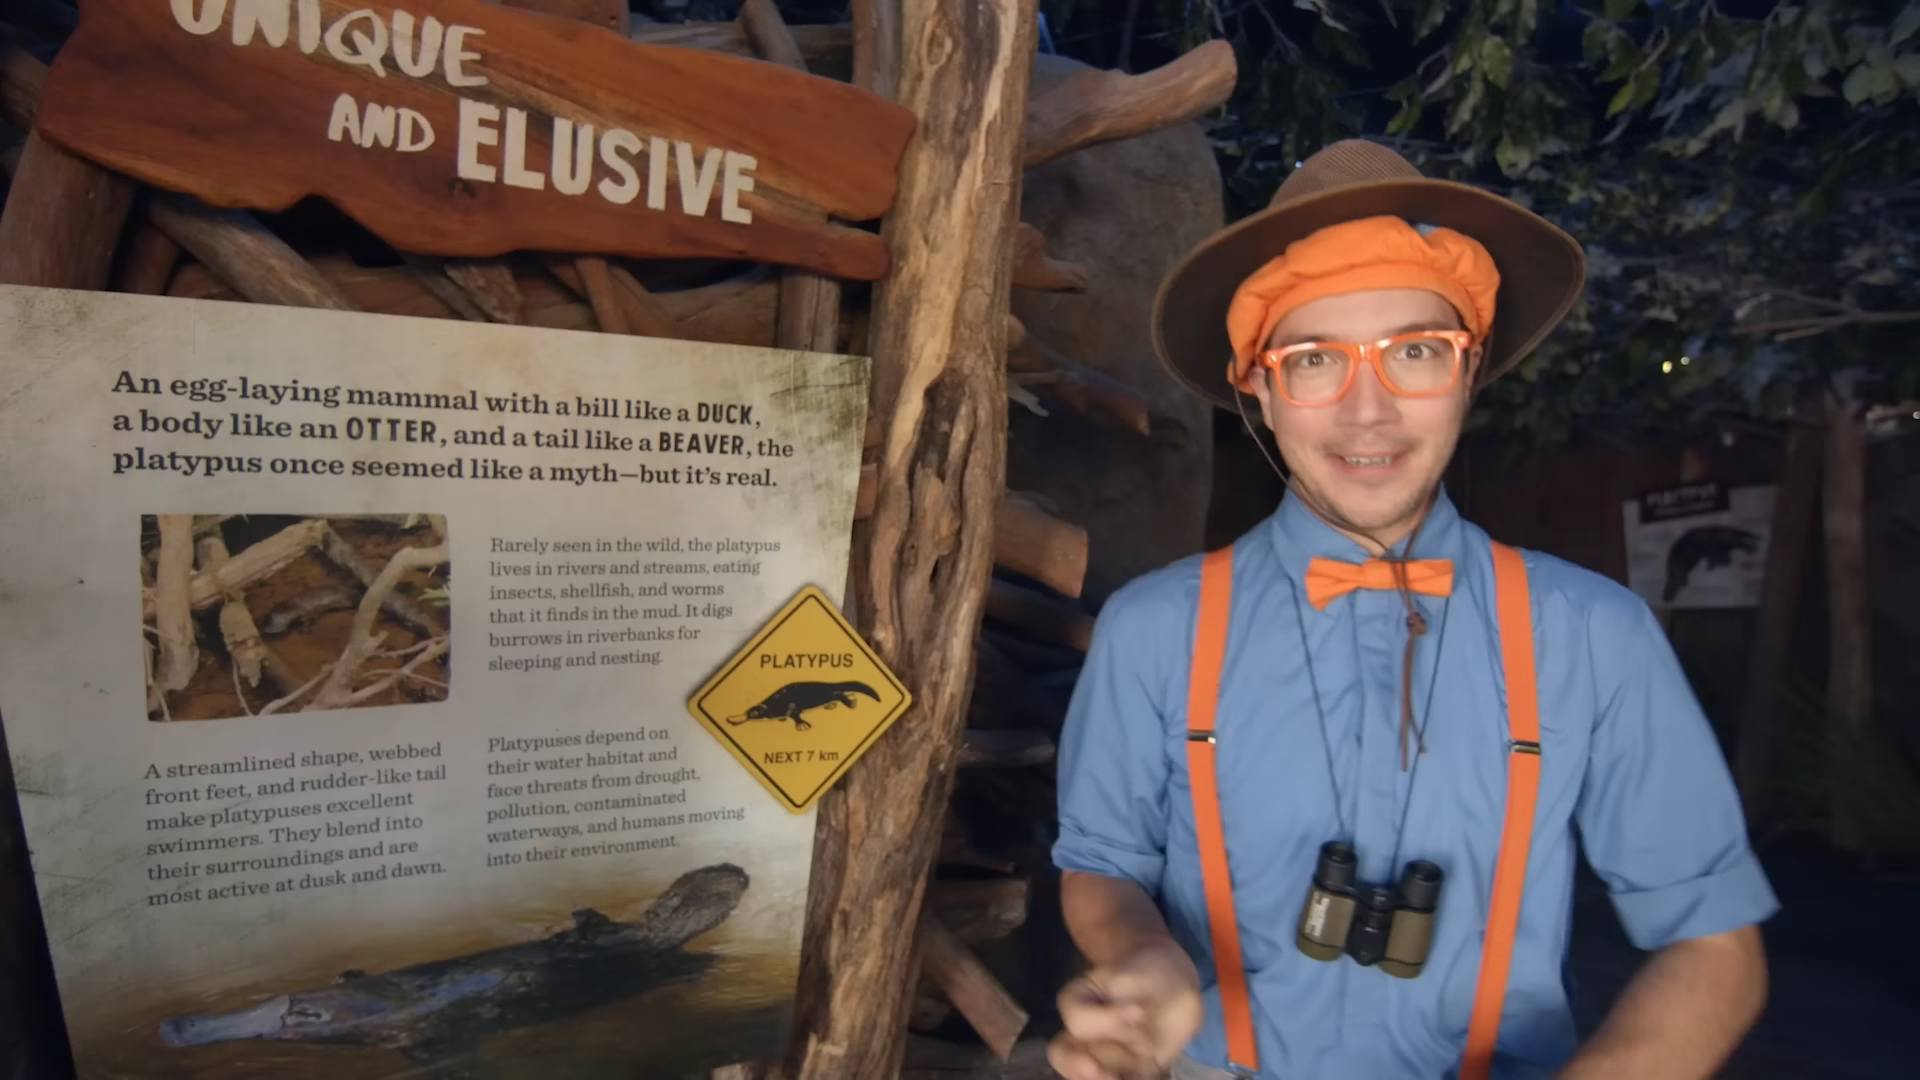 UNIQUE
AND ELUSIVE
An egg-laying mammal with a bill like a DUCK,
a body like an OTTER, and a tail like a BEAVER, the
platypus once seemed like a myth—but it's real.
Rarely seen in the wild, the platypus
lives in rivers and streams, eating
insects, shellfish, and worms
that it finds in the mud. It digs
burrows in riverbanks for
sleeping and nesting.
A streamlined shape, webbed
front feet, and rudder-like tail
make platypuses excellent
swimmers. They blend into
their surroundings and are
most active at dusk and dawn.
Platypuses depend on
their water habitat and
face threats from drought,
pollution, contaminated
waterways, and humans moving
into their environment.
PLATYPUS
NEXT 7 km
PLATYPUS